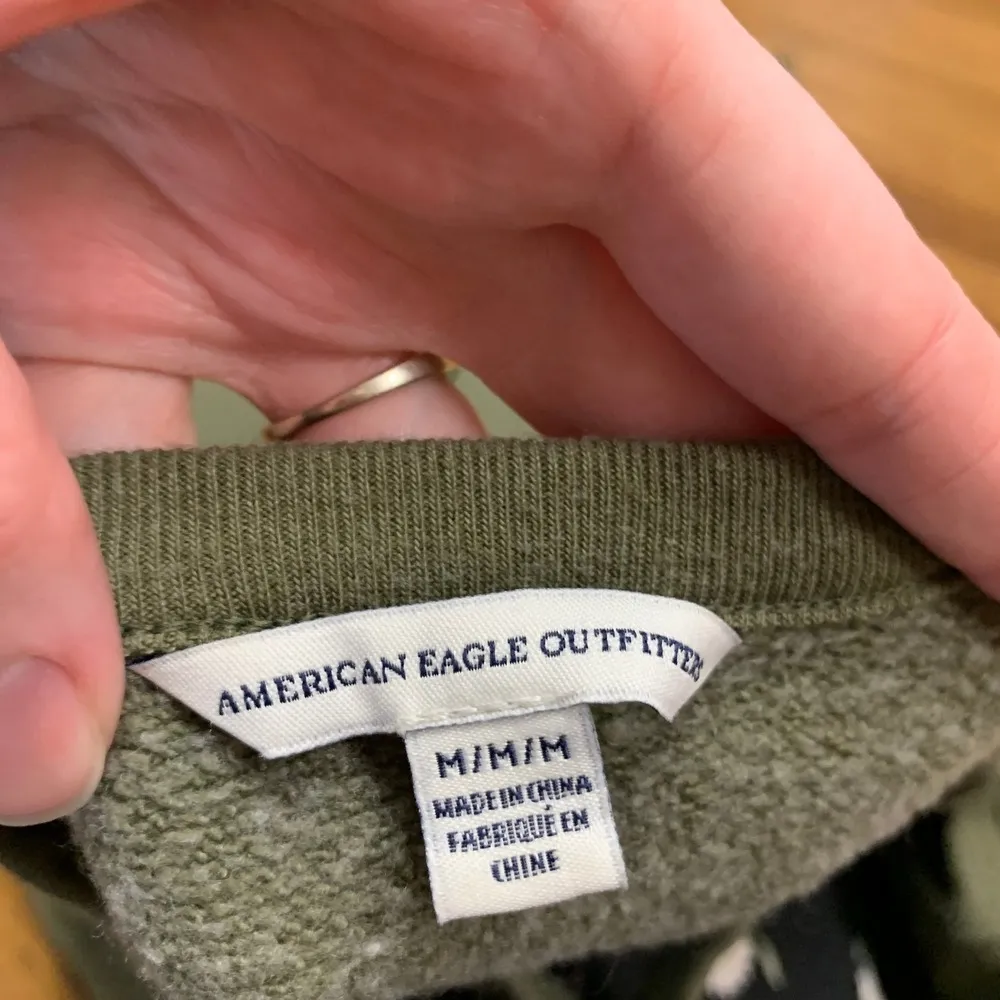 AMERICAN EAGLE OUTFITTERS
M/M/M
MADE IN CHINA
FABRIQUÉ EN
CHINE